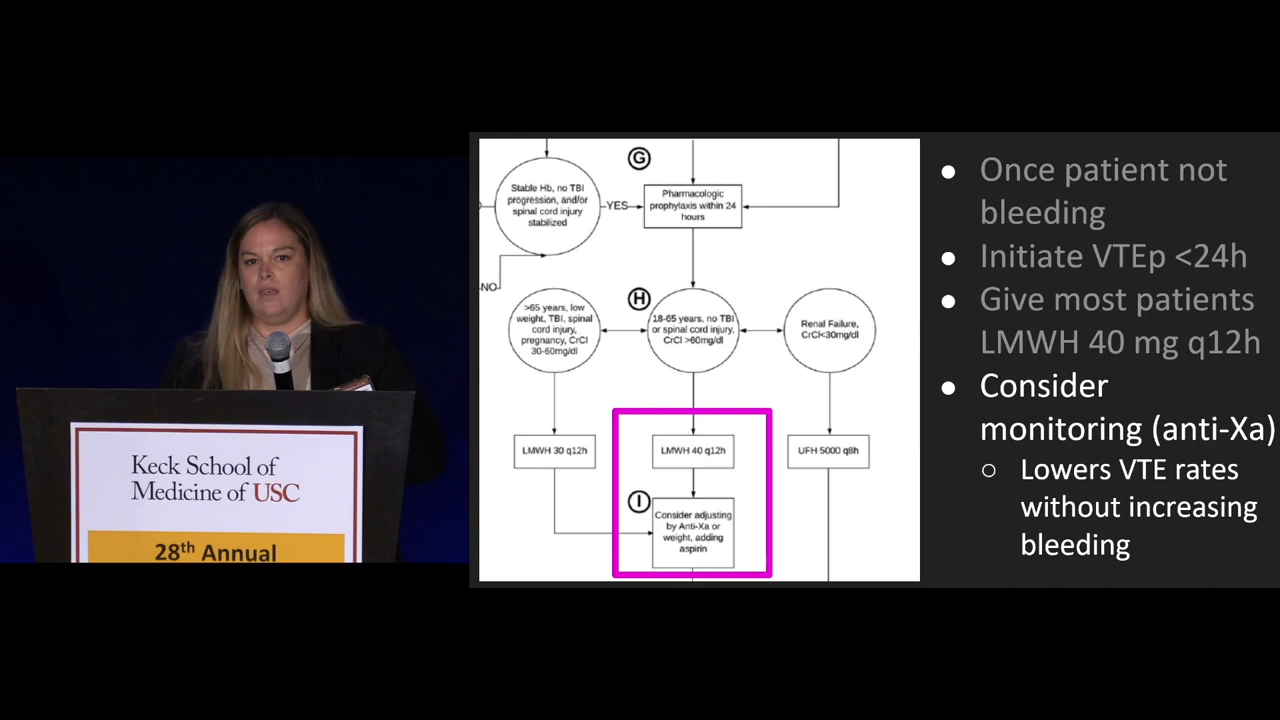 Keck School of
Medicine of USC
28th Annual
G
Stable Hb, no TBI
progression, and/or
spinal cord injury
stabilized
YES
Pharmacologic
prophylaxis within 24
hours
NO
H
>65 years, low
weight, TBI, spinal
cord injury,
pregnancy, CrCl
30-60mg/dl
18-65 years, no TBI
or spinal cord injury,
CrCl >60mg/dl
Renal Failure,
CrCl<30mg/dl
LMWH 30 q12h
LMWH 40 q12h
UFH 5000 q8h
I
Consider adjusting
by Anti-Xa or
weight, adding
aspirin
● Once patient not
bleeding
● Initiate VTEp <24h
● Give most patients
LMWH 40 mg q12h
● Consider
monitoring (anti-Xa)
○ Lowers VTE rates
without increasing
bleeding